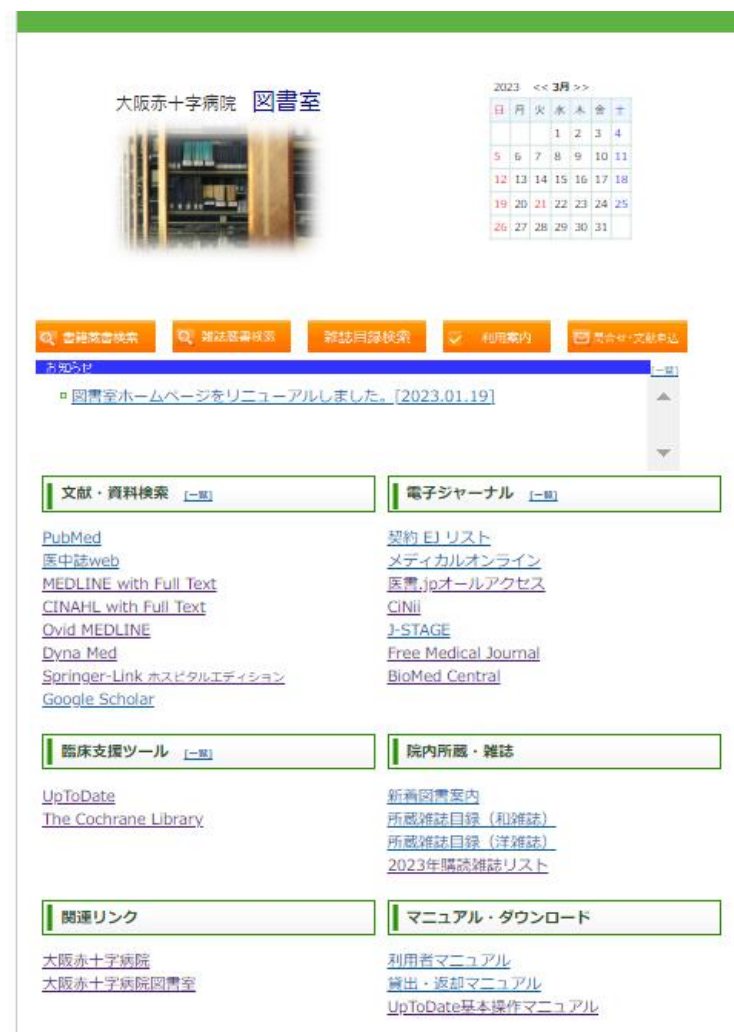 大阪赤十字病院 図書室
2023 << 3月 >>
日 月 火 水 木 金 土
1 2 3 4
5 6 7 8 9 10 11
12 13 14 15 16 17 18
19 20 21 22 23 24 25
26 27 28 29 30 31
書籍蔵書検索 雑誌蔵書検索 雑誌目録検索 利用案内 問合せ・文献申込
お知らせ [一覧]
図書室ホームページをリニューアルしました。[2023.01.19]
文献・資料検索 [一覧]
PubMed
医中誌web
MEDLINE with Full Text
CINAHL with Full Text
Ovid MEDLINE
Dyna Med
Springer-Link ホスピタルエディション
Google Scholar
電子ジャーナル [一覧]
契約 EJ リスト
メディカルオンライン
医書.jpオールアクセス
CiNii
J-STAGE
Free Medical Journal
BioMed Central
臨床支援ツール [一覧]
UpToDate
The Cochrane Library
院内所蔵・雑誌
新着図書案内
所蔵雑誌目録（和雑誌）
所蔵雑誌目録（洋雑誌）
2023年購読雑誌リスト
関連リンク
大阪赤十字病院
大阪赤十字病院図書室
マニュアル・ダウンロード
利用者マニュアル
貸出・返却マニュアル
UpToDate基本操作マニュアル